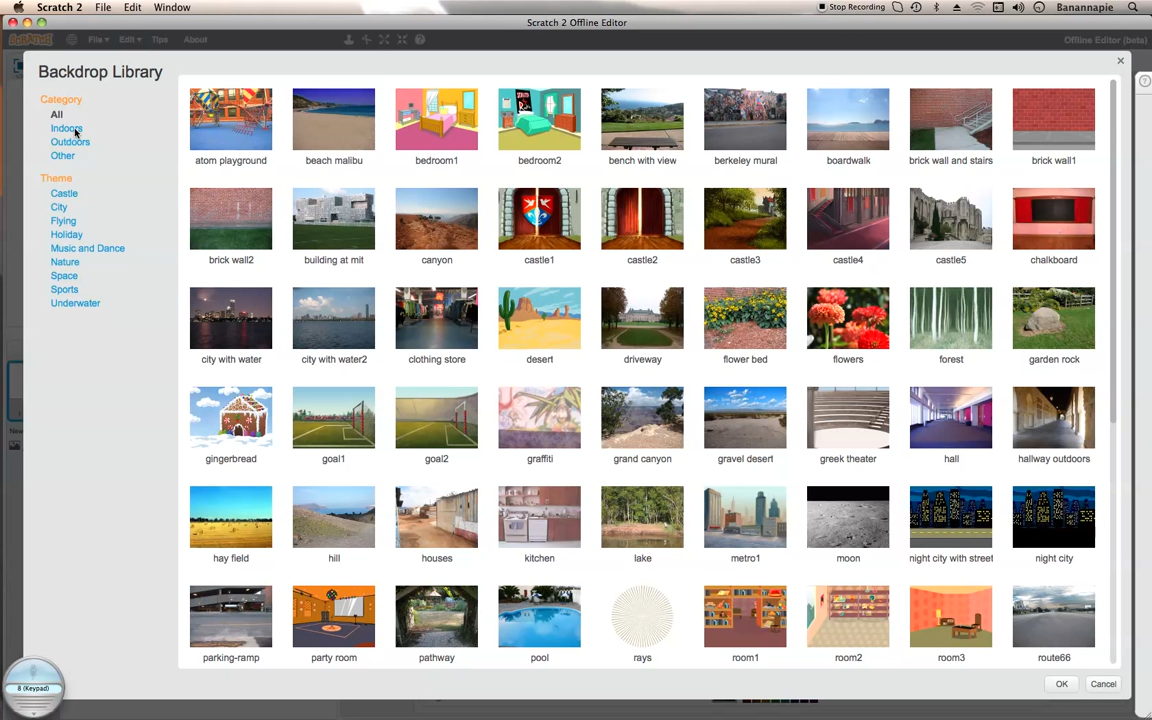 Scratch 2 File Edit Window Stop Recording Banannapie
Scratch 2 Offline Editor
SCRATCH File Edit Tips About Offline Editor (beta)
Backdrop Library
Category
All
Indoors
Outdoors
Other
Theme
Castle
City
Flying
Holiday
Music and Dance
Nature
Space
Sports
Underwater
atom playground beach malibu bedroom1 bedroom2 bench with view berkeley mural boardwalk brick wall and stairs brick wall1
brick wall2 building at mit canyon castle1 castle2 castle3 castle4 castle5 chalkboard
city with water city with water2 clothing store desert driveway flower bed flowers forest garden rock
gingerbread goal1 goal2 graffiti grand canyon gravel desert greek theater hall hallway outdoors
hay field hill houses kitchen lake metro1 moon night city with street night city
parking-ramp party room pathway pool rays room1 room2 room3 route66
OK Cancel
8 (Keypad)